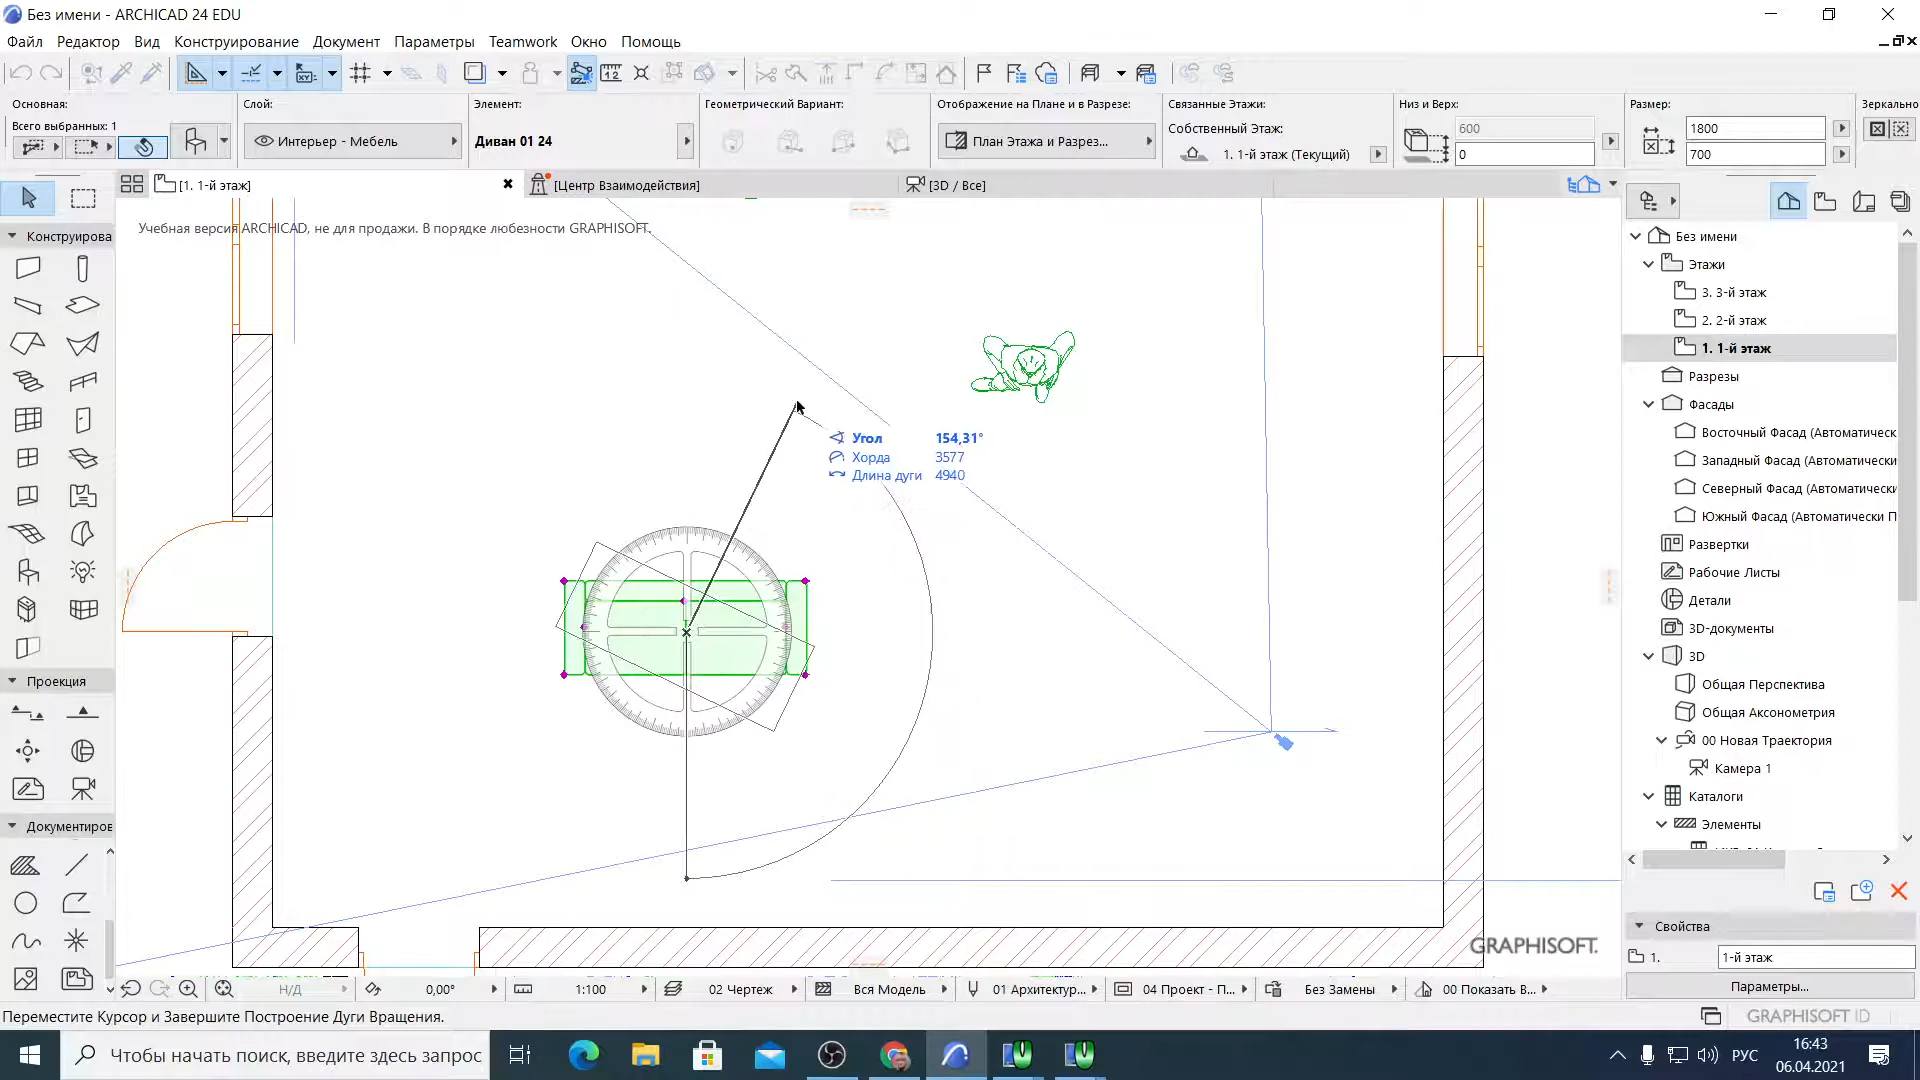 Без имени - ARCHICAD 24 EDU
Файл Редактор Вид Конструирование Документ Параметры Teamwork Окно Помощь
Основная:
Всего выбранных: 1
Слой:
Интерьер - Мебель
Элемент:
Диван 01 24
Геометрический Вариант:
Отображение на Плане и в Разрезе:
План Этажа и Разрез...
Связанные Этажи:
Собственный Этаж:
1. 1-й этаж (Текущий)
Низ и Верх:
600
0
Размер:
1800
700
Зеркально
[1. 1-й этаж]
[Центр Взаимодействия]
[3D / Все]
Учебная версия ARCHICAD, не для продажи. В порядке любезности GRAPHISOFT.
Конструирова
Проекция
Документиров
Угол 154,31°
Хорда 3577
Длина дуги 4940
GRAPHISOFT.
Без имени
Этажи
3. 3-й этаж
2. 2-й этаж
1. 1-й этаж
Разрезы
Фасады
Восточный Фасад (Автоматическ
Западный Фасад (Автоматически
Северный Фасад (Автоматически
Южный Фасад (Автоматически П
Развертки
Рабочие Листы
Детали
3D-документы
3D
Общая Перспектива
Общая Аксонометрия
00 Новая Траектория
Камера 1
Каталоги
Элементы
Свойства
1. 1-й этаж
Параметры...
Н/Д 0,00° 1:100 02 Чертеж Вся Модель 01 Архитектур... 04 Проект - П... Без Замены 00 Показать В...
Переместите Курсор и Завершите Построение Дуги Вращения.
GRAPHISOFT ID
Чтобы начать поиск, введите здесь запрос
РУС
16:43
06.04.2021